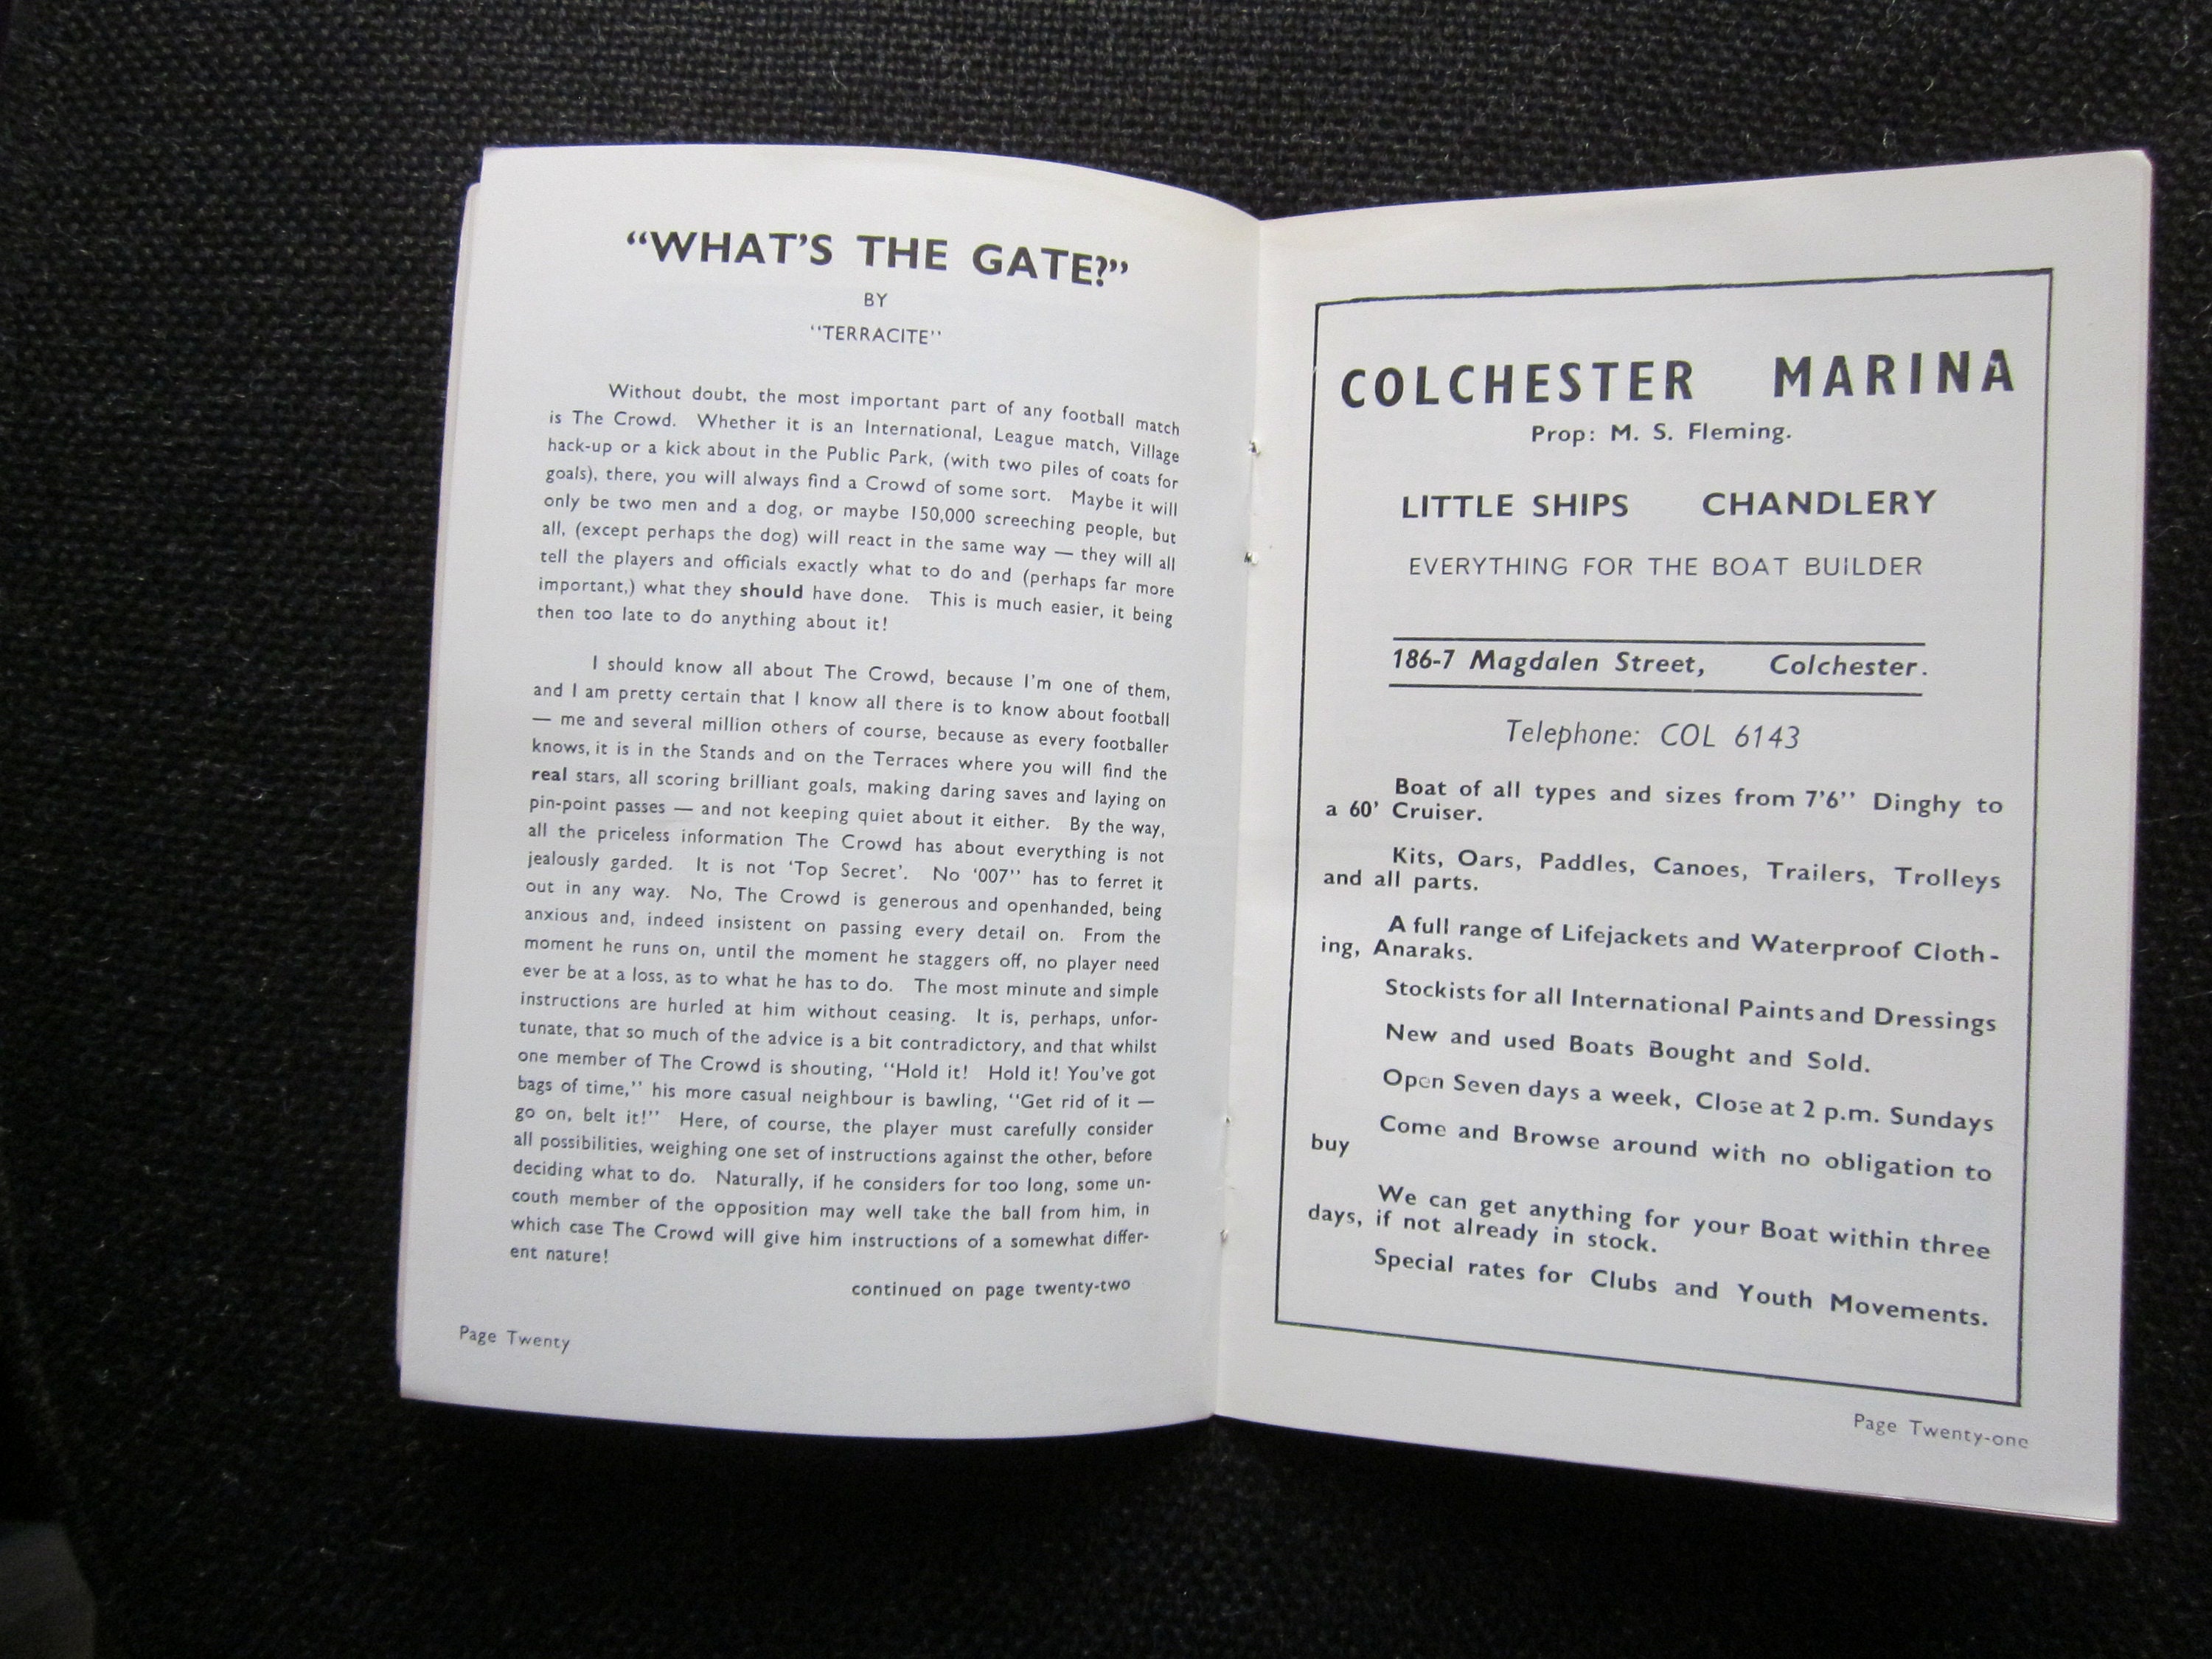 “WHAT’S THE GATE?”
BY
‘‘TERRACITE’’
Without doubt, the most important part of any football match
is The Crowd. Whether it is an International, League match, Village
hack-up or a kick about in the Public Park, (with two piles of coats for
goals), there, you will always find a Crowd of some sort. Maybe it will
only be two men and a dog, or maybe 150,000 screeching people, but
all, (except perhaps the dog) will react in the same way — they will all
tell the players and officials exactly what to do and (perhaps far more
important,) what they should have done. This is much easier, it being
then too late to do anything about it!
I should know all about The Crowd, because I’m one of them,
and I am pretty certain that I know all there is to know about football
— me and several million others of course, because as every footballer
knows, it is in the Stands and on the Terraces where you will find the
real stars, all scoring brilliant goals, making daring saves and laying on
pin-point passes — and not keeping quiet about it either. By the way,
all the priceless information The Crowd has about everything is not
jealously garded. It is not ‘Top Secret’. No ‘007’’ has to ferret it
out in any way. No, The Crowd is generous and openhanded, being
anxious and, indeed insistent on passing every detail on. From the
moment he runs on, until the moment he staggers off, no player need
ever be at a loss, as to what he has to do. The most minute and simple
instructions are hurled at him without ceasing. It is, perhaps, unfor-
tunate, that so much of the advice is a bit contradictory, and that whilst
one member of The Crowd is shouting, ‘‘Hold it! Hold it! You’ve got
bags of time,’’ his more casual neighbour is bawling, ‘‘Get rid of it —
go on, belt it!’’ Here, of course, the player must carefully consider
all possibilities, weighing one set of instructions against the other, before
deciding what to do. Naturally, if he considers for too long, some un-
couth member of the opposition may well take the ball from him, in
which case The Crowd will give him instructions of a somewhat differ-
ent nature!
continued on page twenty-two
Page Twenty
COLCHESTER MARINA
Prop: M. S. Fleming.
LITTLE SHIPS CHANDLERY
EVERYTHING FOR THE BOAT BUILDER
186-7 Magdalen Street, Colchester.
Telephone: COL 6143
Boat of all types and sizes from 7’6’’ Dinghy to
a 60’ Cruiser.
Kits, Oars, Paddles, Canoes, Trailers, Trolleys
and all parts.
A full range of Lifejackets and Waterproof Cloth-
ing, Anaraks.
Stockists for all International Paints and Dressings
New and used Boats Bought and Sold.
Open Seven days a week, Close at 2 p.m. Sundays
Come and Browse around with no obligation to
buy
We can get anything for your Boat within three
days, if not already in stock.
Special rates for Clubs and Youth Movements.
Page Twenty-one